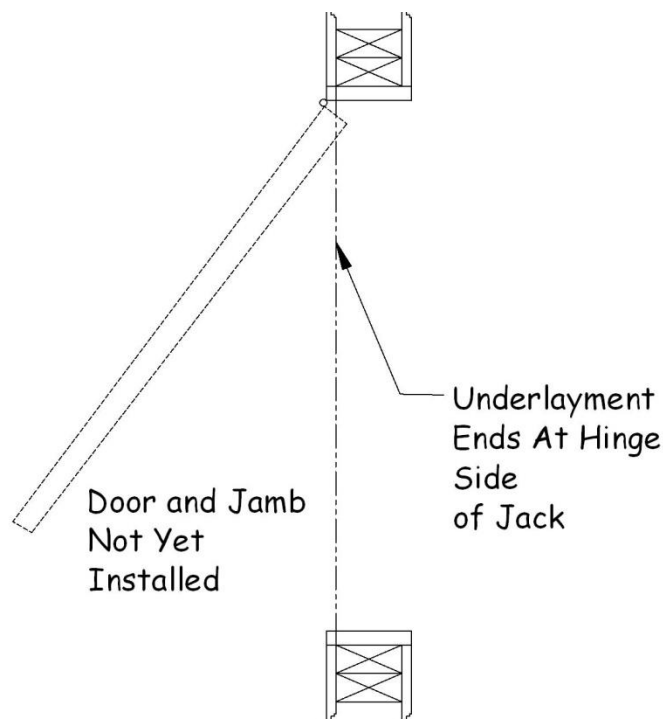 Underlayment
Ends At Hinge
Side
of Jack
Door and Jamb
Not Yet
Installed